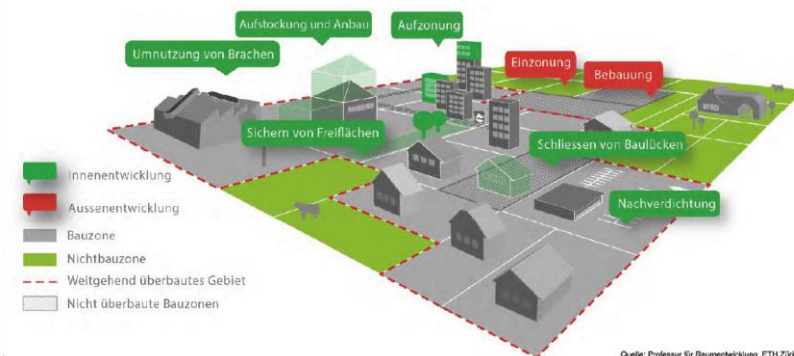 Aufstockung und Anbau
Aufzonung
Umnutzung von Brachen
Einzonung
Bebauung
Sichern von Freiflächen
Schliessen von Baulücken
Nachverdichtung
Innenentwicklung
Aussenentwicklung
Bauzone
Nichtbauzone
Weitgehend überbautes Gebiet
Nicht überbaute Bauzonen
Quelle: Professur für Raumentwicklung, ETH